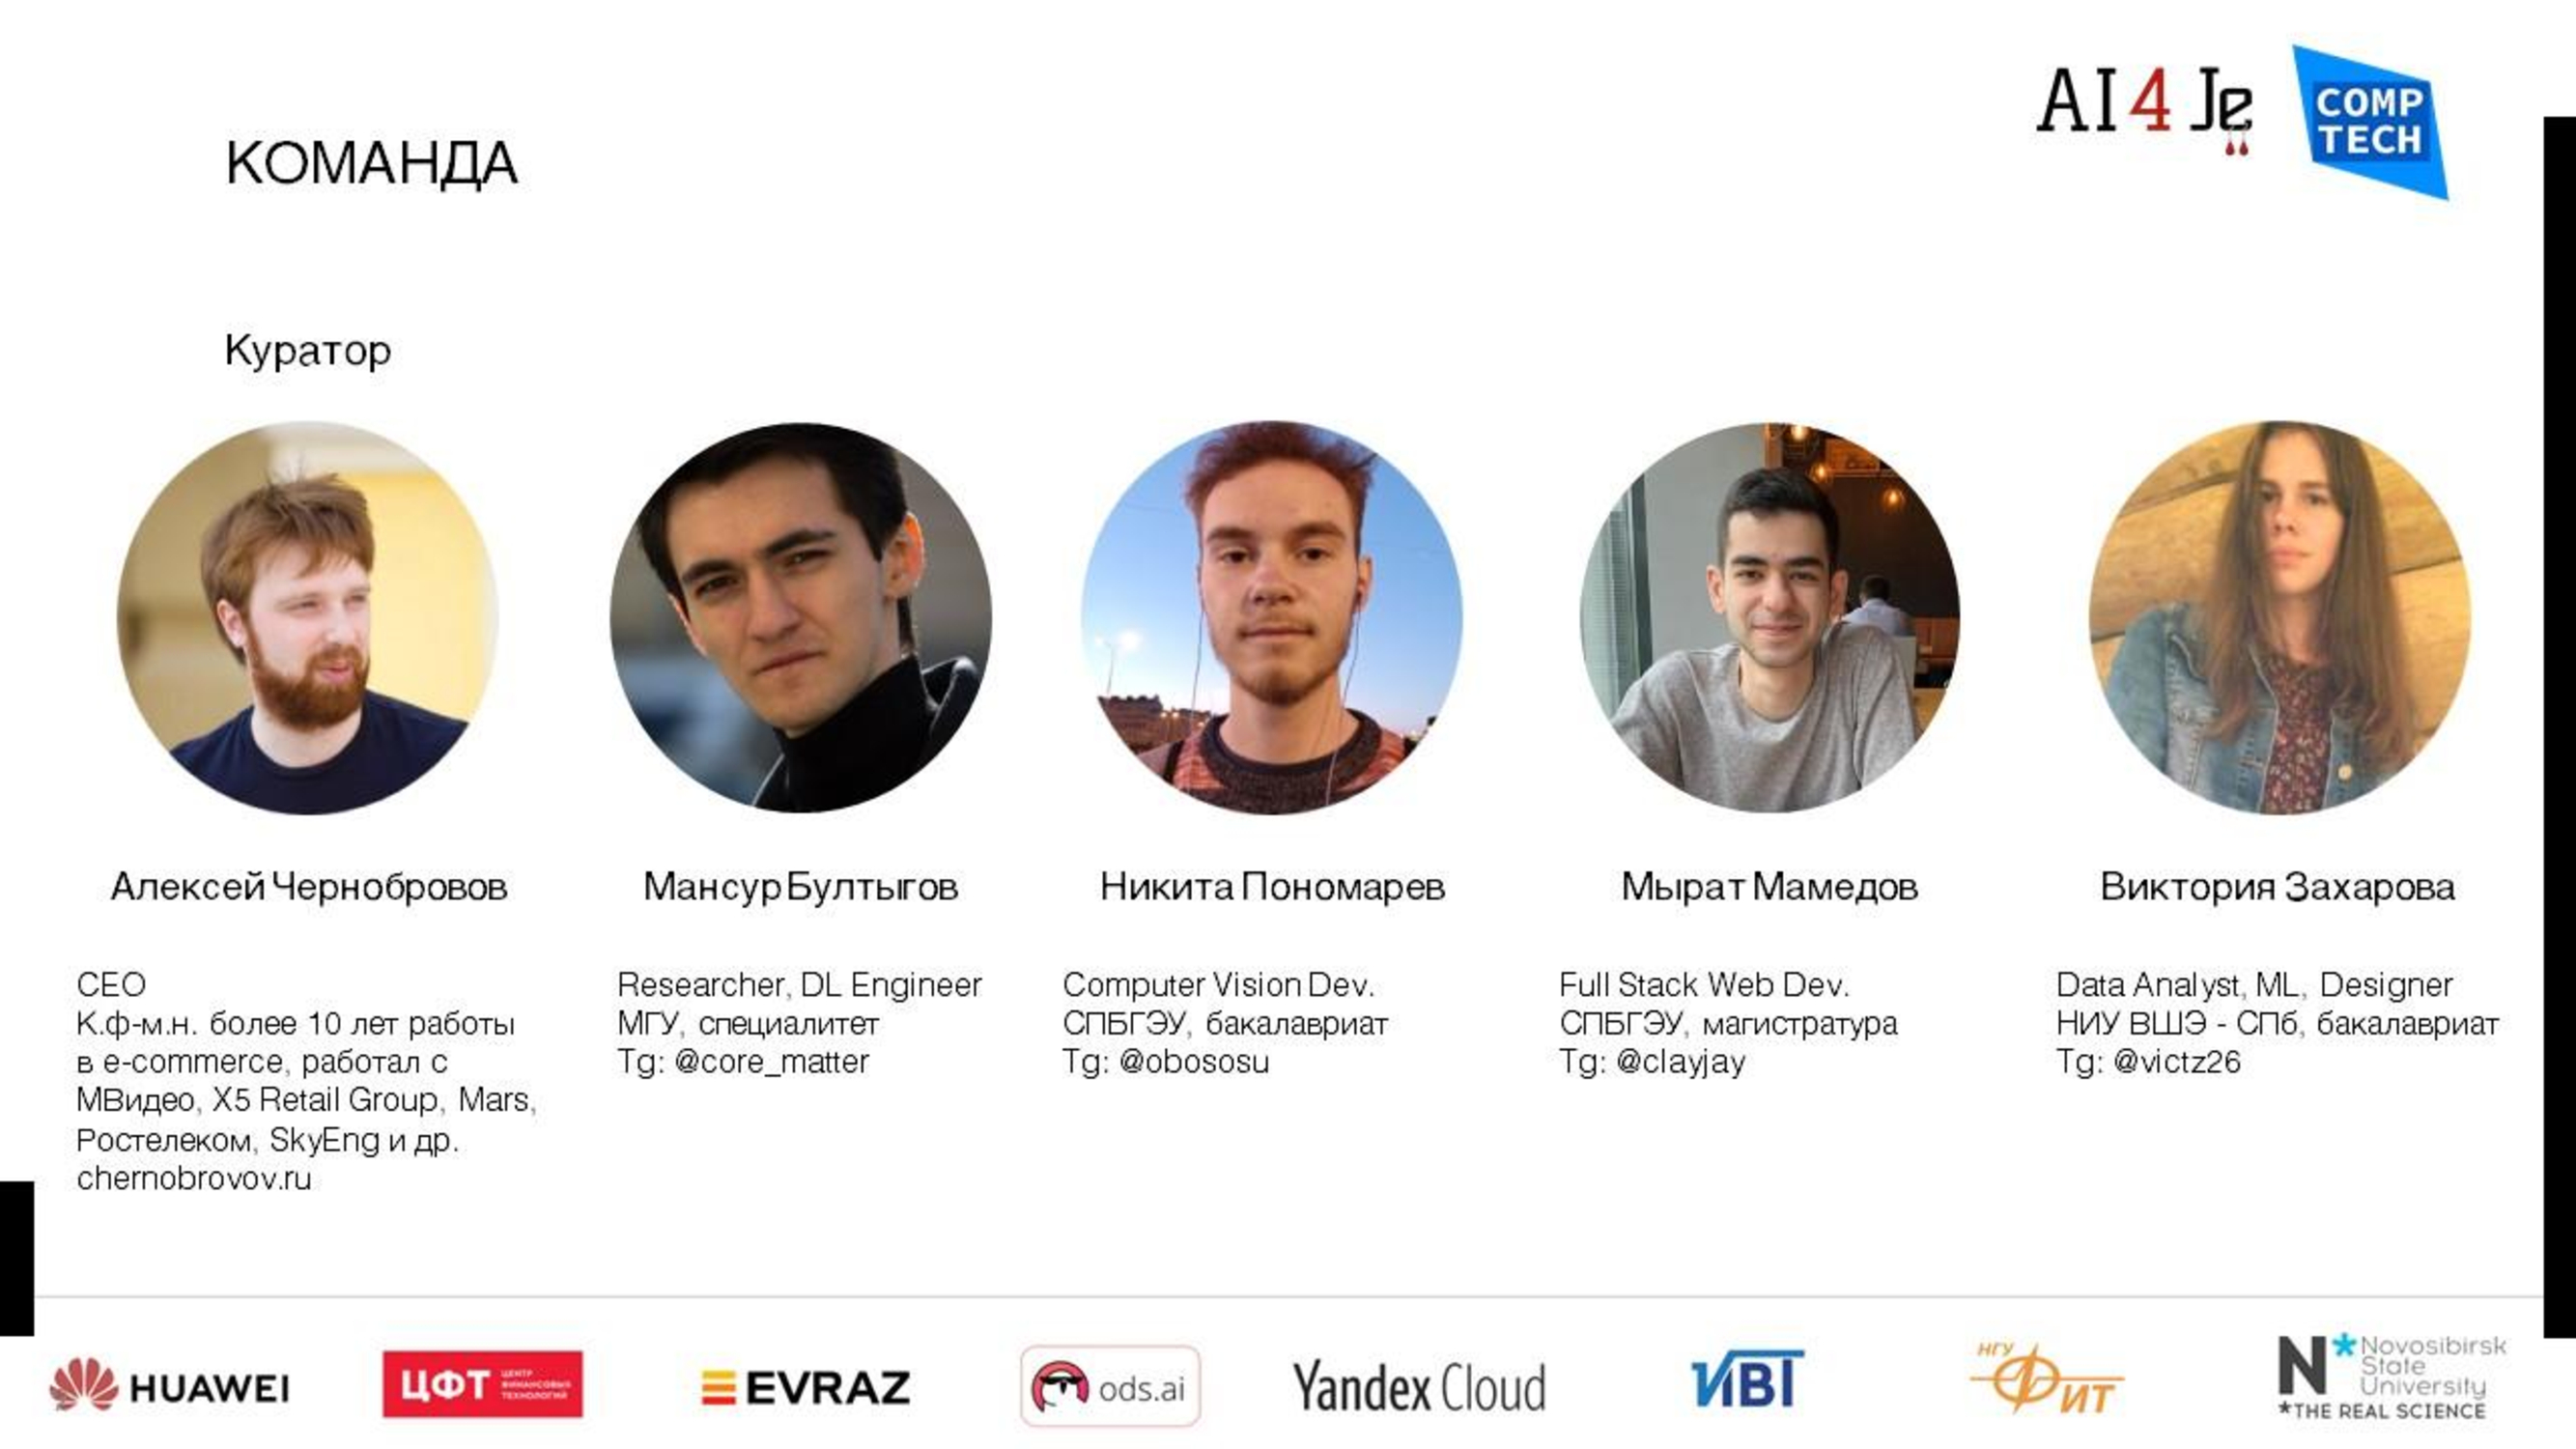 AI4Je
COMP
TECH
КОМАНДА
Куратор
Алексей Чернобровов
CEO
К.ф-м.н. более 10 лет работы
в e-commerce, работал с
МВидео, X5 Retail Group, Mars,
Ростелеком, SkyEng и др.
chernobrovov.ru
Мансур Бултыгов
Researcher, DL Engineer
МГУ, специалитет
Tg: @core_matter
Никита Пономарев
Computer Vision Dev.
СПБГЭУ, бакалавриат
Tg: @obososu
Мырат Мамедов
Full Stack Web Dev.
СПБГЭУ, магистратура
Tg: @clayjay
Виктория Захарова
Data Analyst, ML, Designer
НИУ ВШЭ - СПб, бакалавриат
Tg: @victz26
HUAWEI
ЦФТ
ЦЕНТР
ФИНАНСОВЫХ
ТЕХНОЛОГИЙ
EVRAZ
ods.ai
Yandex Cloud
ИВТ
НГУ
ФИТ
N*
Novosibirsk
State
University
*THE REAL SCIENCE